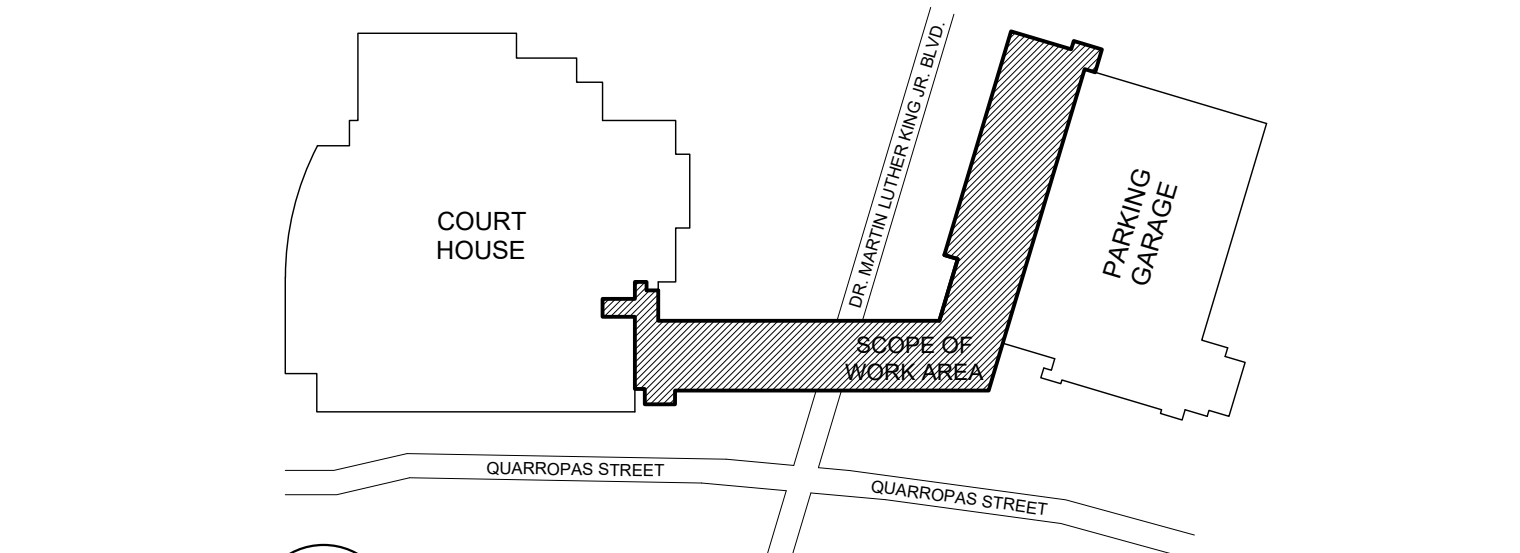 COURT
HOUSE
DR. MARTIN LUTHER KING JR. BLVD.
PARKING
GARAGE
SCOPE OF
WORK AREA
QUARROPAS STREET
QUARROPAS STREET